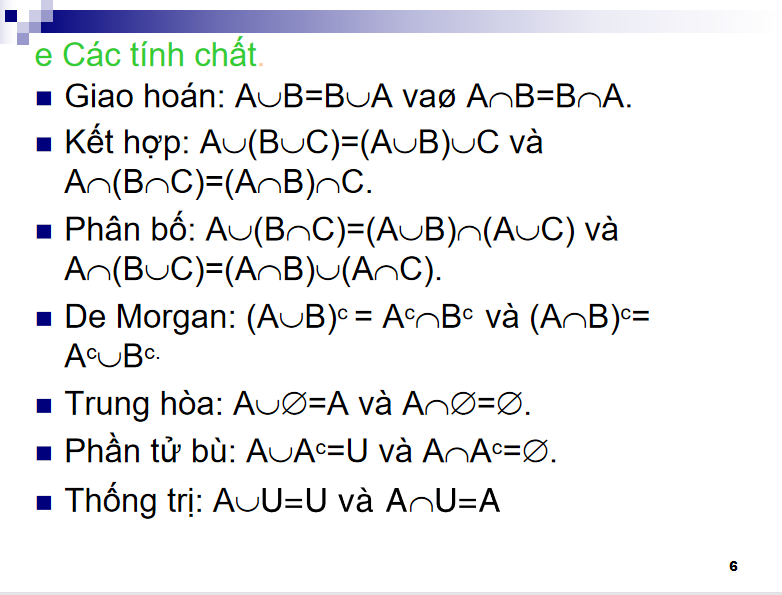 e Các tính chất.
Giao hoán: A∪B=B∪A vaø A∩B=B∩A.
Kết hợp: A∪(B∪C)=(A∪B)∪C và
A∩(B∩C)=(A∩B)∩C.
Phân bố: A∪(B∩C)=(A∪B)∩(A∪C) và
A∩(B∪C)=(A∩B)∪(A∩C).
De Morgan: (A∪B)ᶜ = Aᶜ∩Bᶜ và (A∩B)ᶜ=
Aᶜ∪Bᶜ.
Trung hòa: A∪∅=A và A∩∅=∅.
Phần tử bù: A∪Aᶜ=U và A∩Aᶜ=∅.
Thống trị: A∪U=U và A∩U=A
6